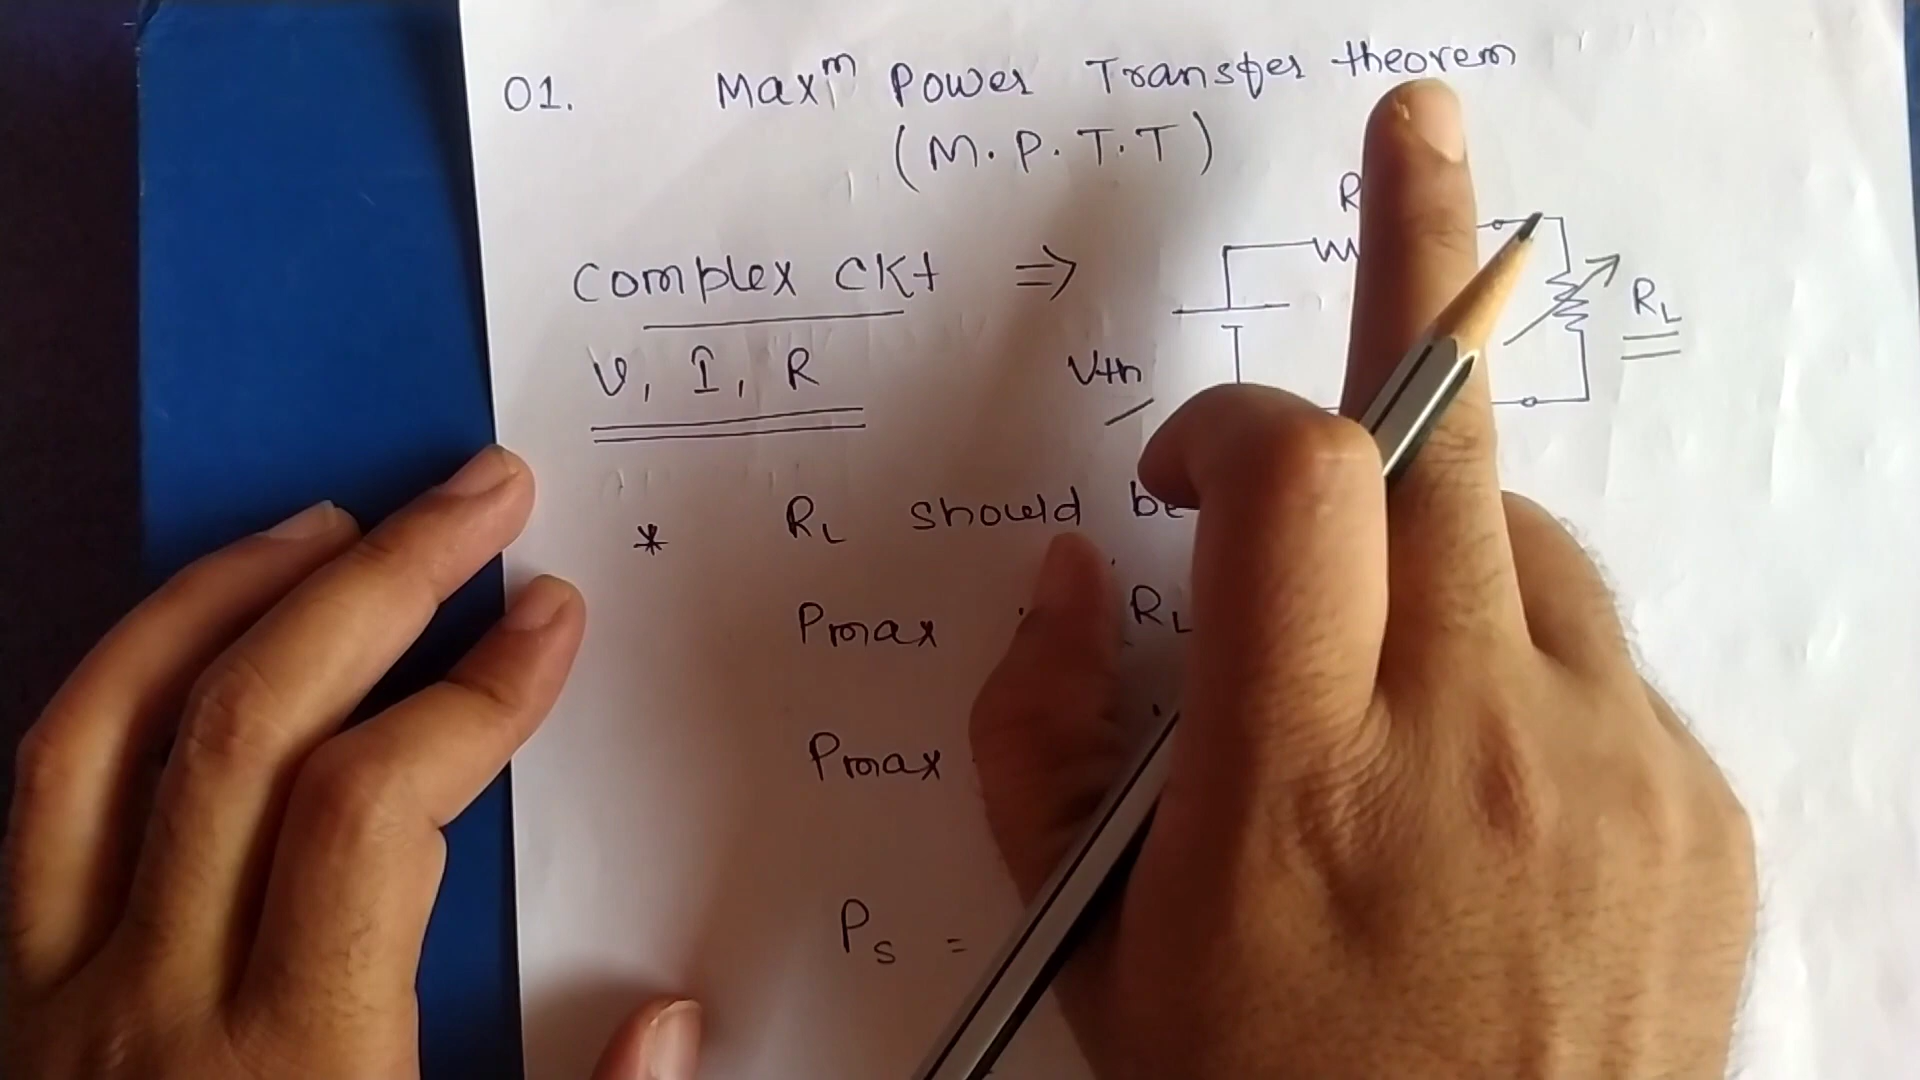 01. Maxᵐ Power Transfer theorem
(M.P.T.T)
R
Complex CKt ⇒
RL
V, I, R
Vth
* RL should be
Pmax RL
Pmax
Ps =